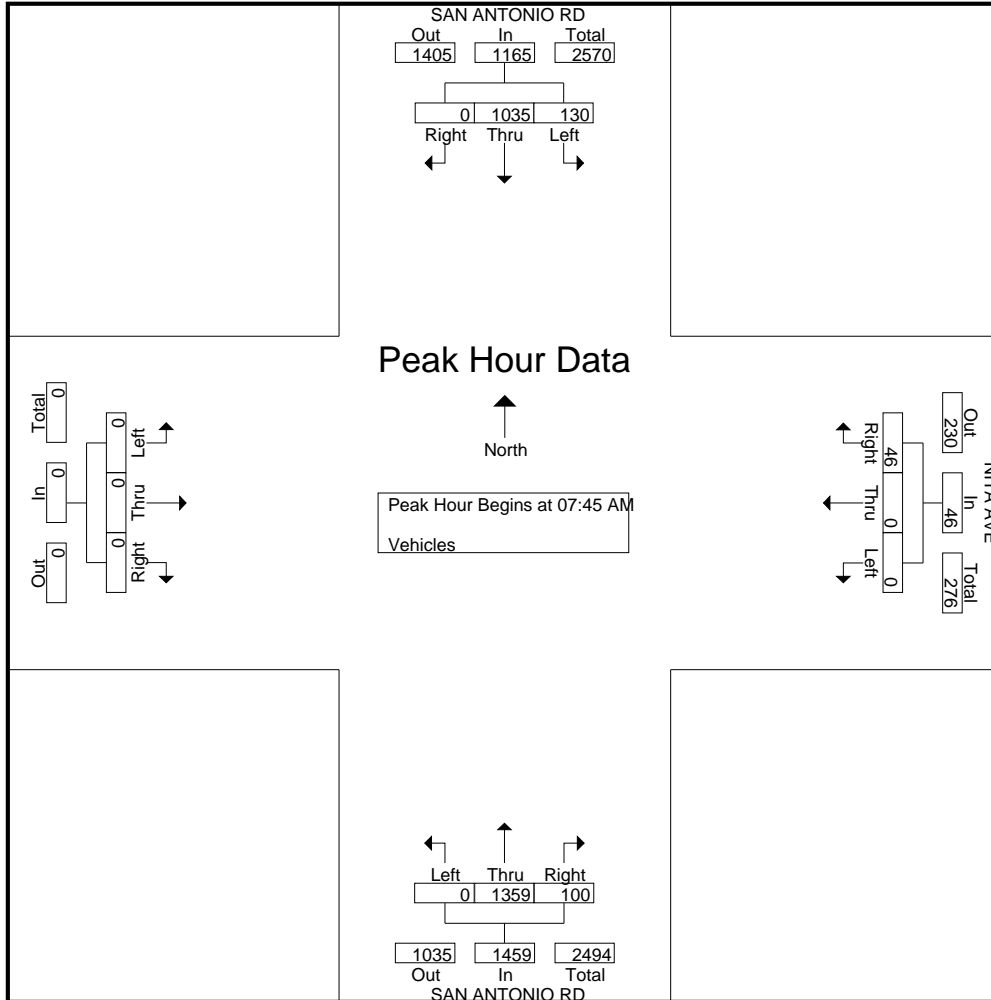 SAN ANTONIO RD
Out In Total
1405 1165 2570
0 1035 130
Right Thru Left
Peak Hour Data
North
Peak Hour Begins at 07:45 AM
Vehicles
Total In Out
0 0 0
0 0 0
Left Thru Right
Right Thru Left
46 0 0
230 46 276
Out In Total
Left Thru Right
0 1359 100
1035 1459 2494
Out In Total
SAN ANTONIO RD